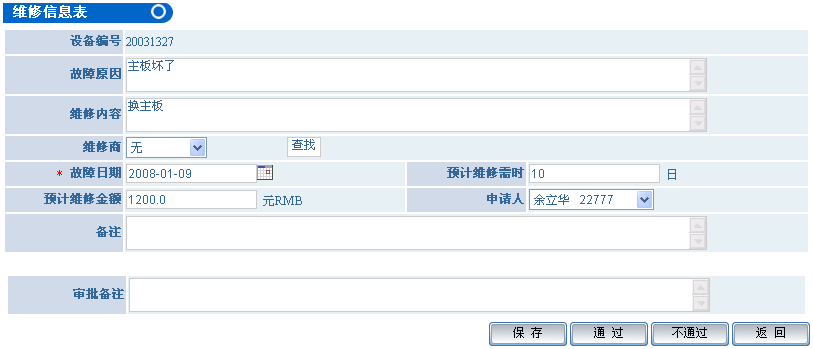 维修信息表
设备编号 20031327
故障原因 主板坏了
维修内容 换主板
维修商 无 查找
* 故障日期 2008-01-09 预计维修需时 10 日
预计维修金额 1200.0 元RMB 申请人 余立华 22777
备注
审批备注
保 存 通 过 不通过 返 回